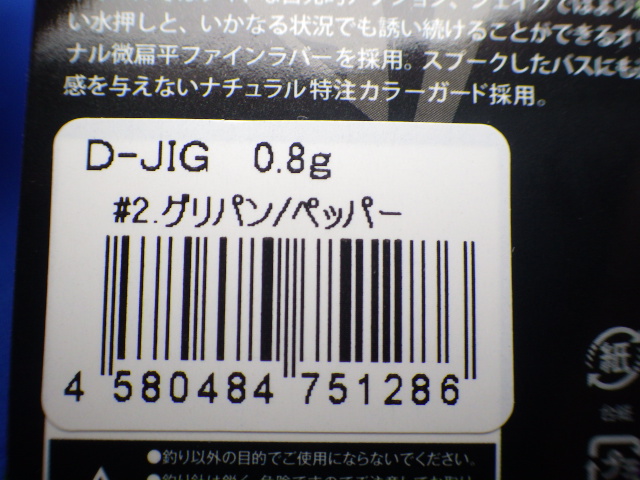 い水押しと、いかなる状況でも誘い続けることができるオ
ナル微扁平ファインラバーを採用。スプークしたバスにも
感を与えないナチュラル特注カラーガード採用。
D-JIG 0.8g
#2.グリパン/ペッパー
4 580484 751286
紙
●釣り以外の目的でご使用にならないでください。